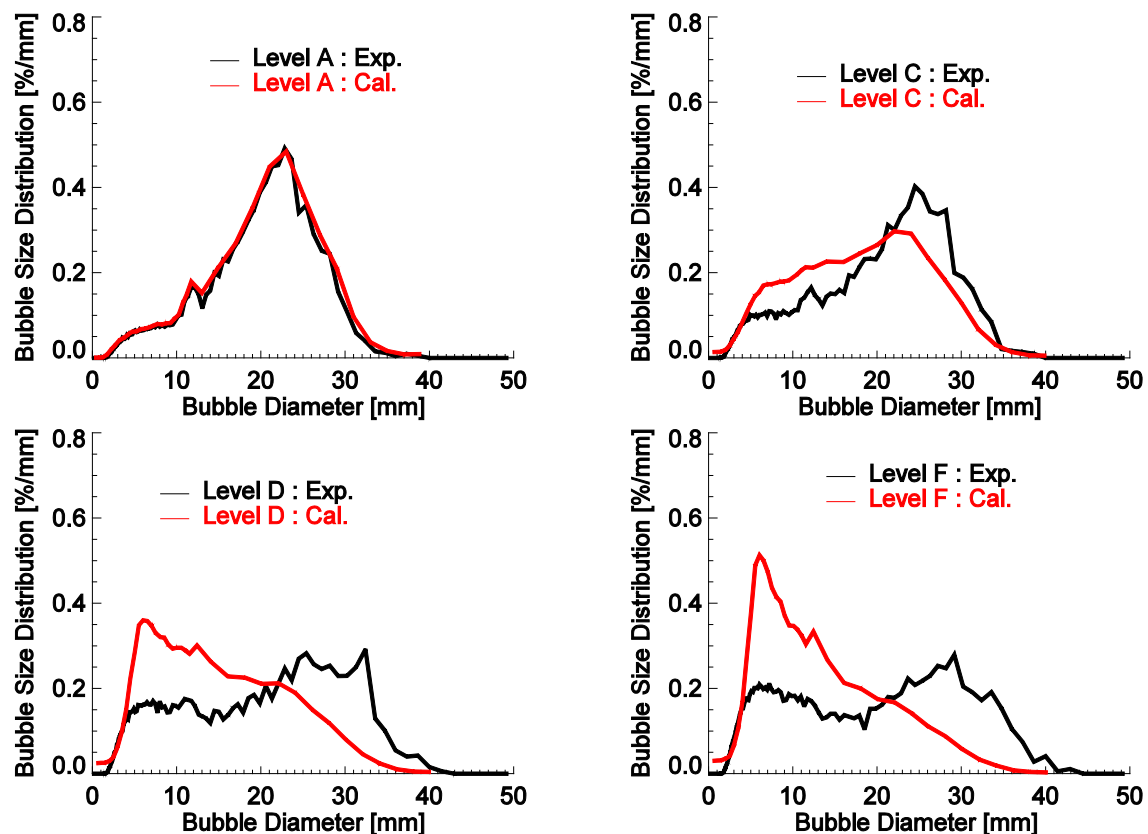 Bubble Size Distribution [%/mm]
0.8
0.6
0.4
0.2
0.0
Level A : Exp.
Level A : Cal.
0 10 20 30 40 50
Bubble Diameter [mm]
Bubble Size Distribution [%/mm]
0.8
0.6
0.4
0.2
0.0
Level C : Exp.
Level C : Cal.
0 10 20 30 40 50
Bubble Diameter [mm]
Bubble Size Distribution [%/mm]
0.8
0.6
0.4
0.2
0.0
Level D : Exp.
Level D : Cal.
0 10 20 30 40 50
Bubble Diameter [mm]
Bubble Size Distribution [%/mm]
0.8
0.6
0.4
0.2
0.0
Level F : Exp.
Level F : Cal.
0 10 20 30 40 50
Bubble Diameter [mm]